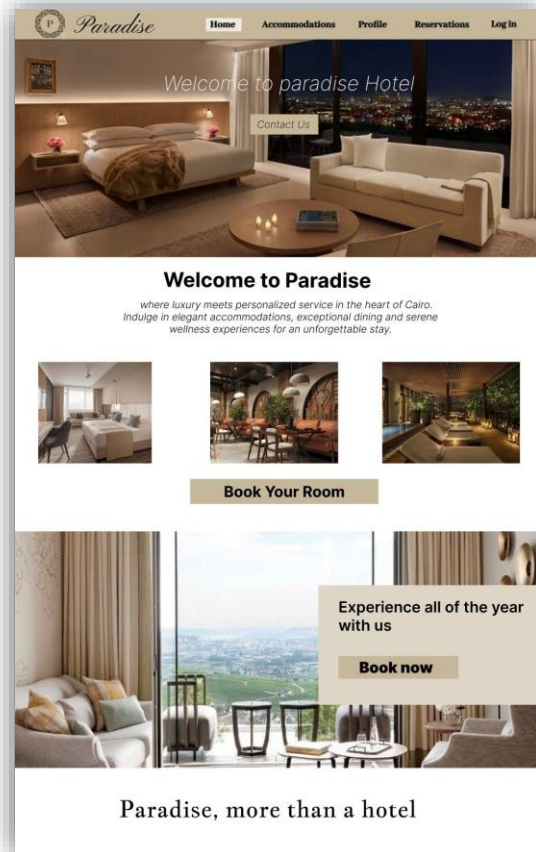 P Paradise Home Accommodations Profile Reservations Log in
Welcome to paradise Hotel
Contact Us
Welcome to Paradise
where luxury meets personalized service in the heart of Cairo.
Indulge in elegant accommodations, exceptional dining and serene
wellness experiences for an unforgettable stay.
Book Your Room
Experience all of the year
with us
Book now
Paradise, more than a hotel